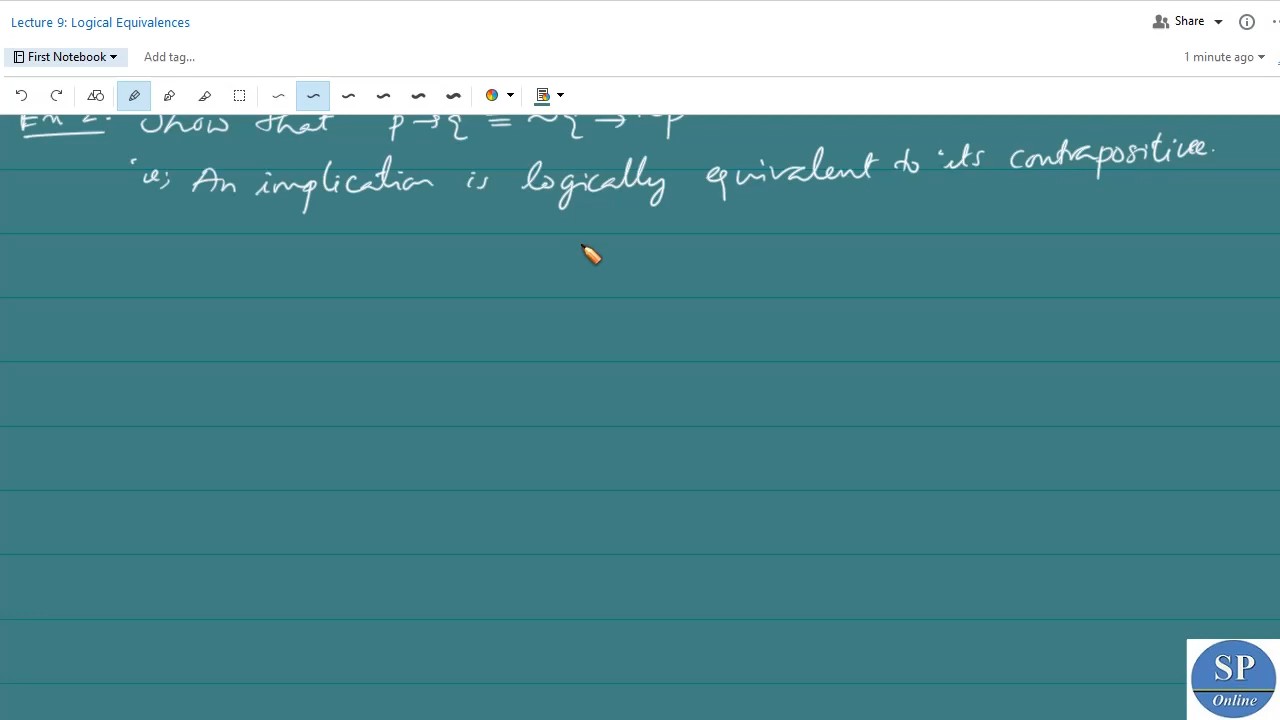 Lecture 9: Logical Equivalences
Share
First Notebook
Add tag...
1 minute ago
Ex 2: Show that p → q ≡ ~q → ~p
ie; An implication is logically equivalent to its contrapositive.
SP
Online